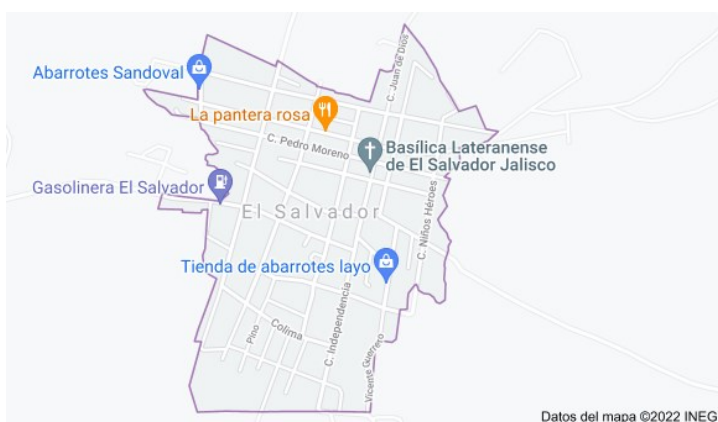 C. Juan de Dios
Abarrotes Sandoval
La pantera rosa
C. Pedro Moreno
Basílica Lateranense
de El Salvador Jalisco
Gasolinera El Salvador
El Salvador
C. Niños Héroes
Tienda de abarrotes layo
C. Independencia
Colima
Pino
Vicente Guerrero
Datos del mapa ©2022 INEG